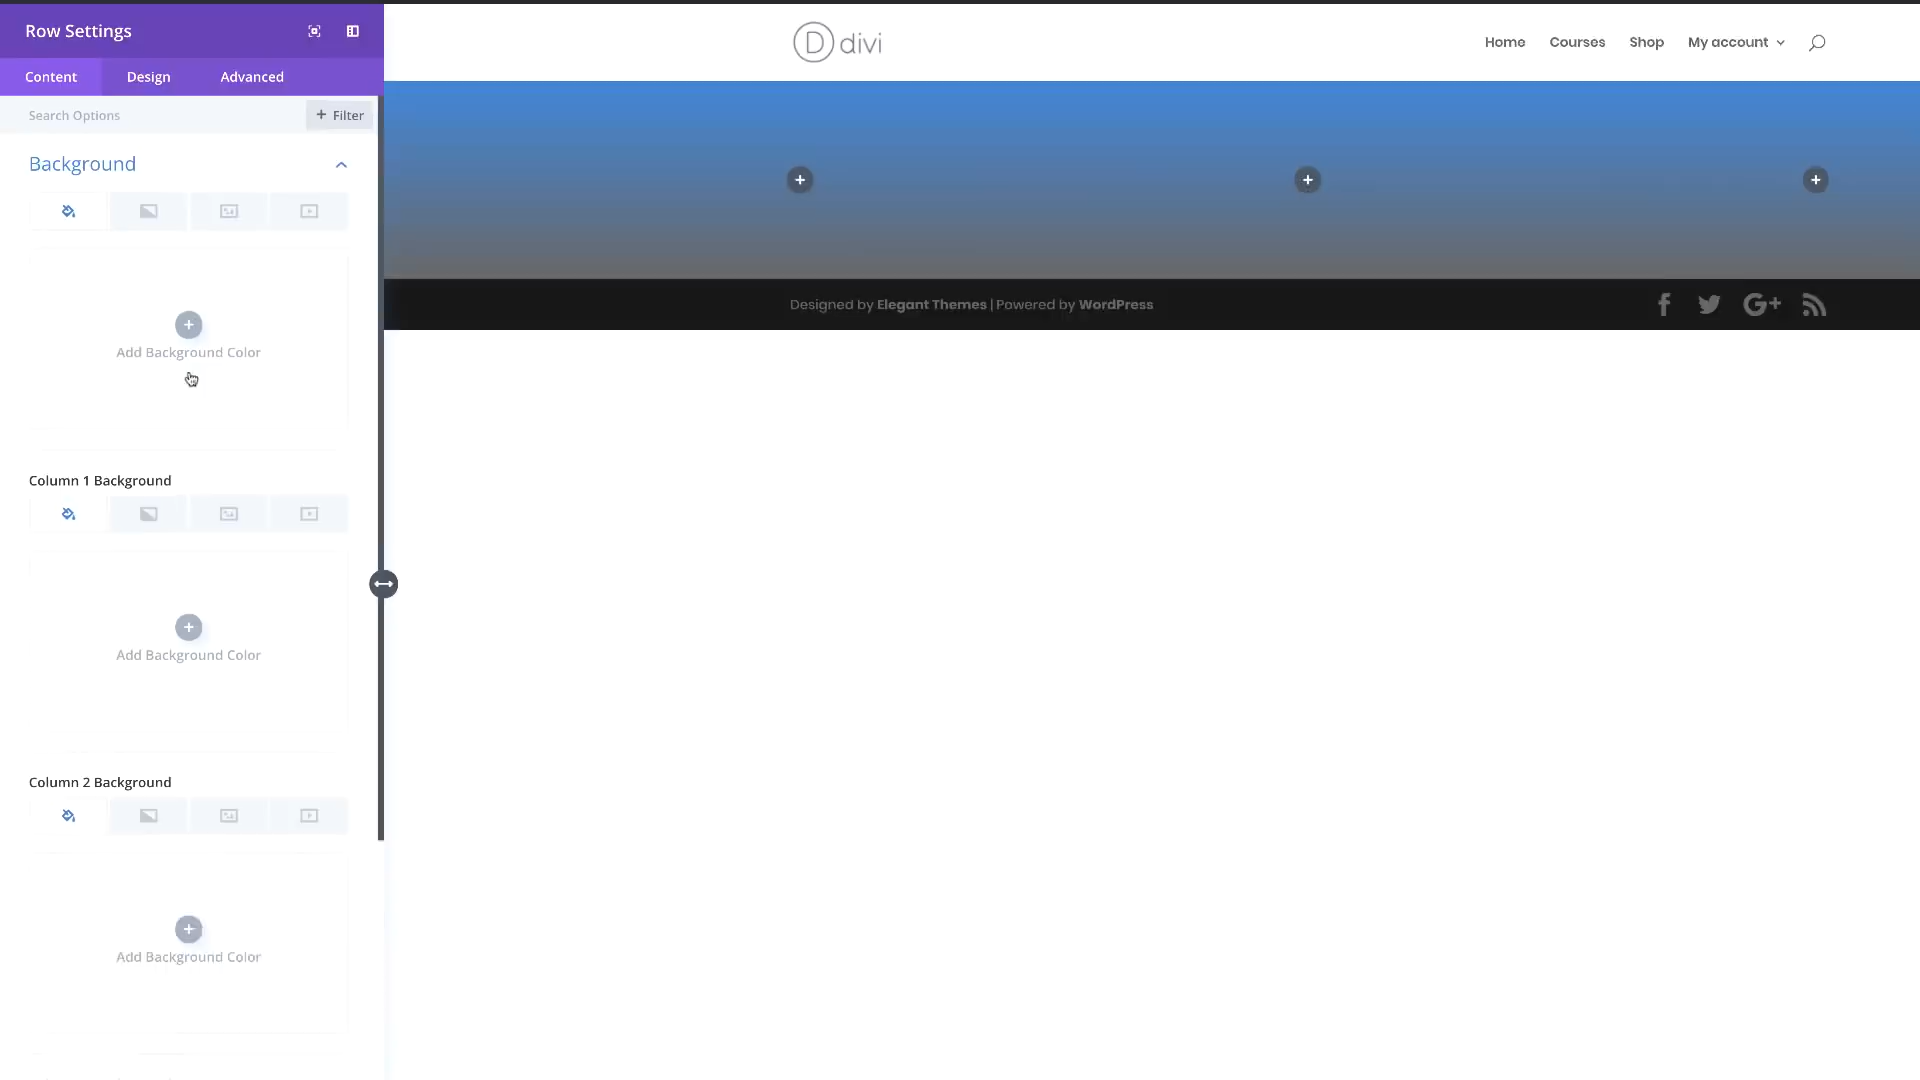 Row Settings
Content Design Advanced
Search Options
+ Filter
Background
Add Background Color
Column 1 Background
Add Background Color
Column 2 Background
Add Background Color
D divi
Home Courses Shop My account
Designed by Elegant Themes | Powered by WordPress
G+